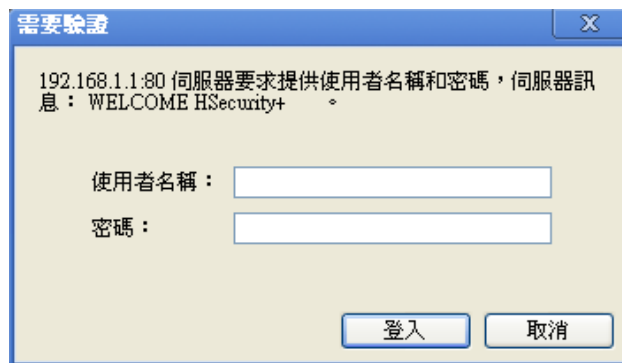 需要驗證
X
192.168.1.1:80 伺服器要求提供使用者名稱和密碼，伺服器訊
息： WELCOME HSecurity+ 。
使用者名稱：
密碼：
登入 取消